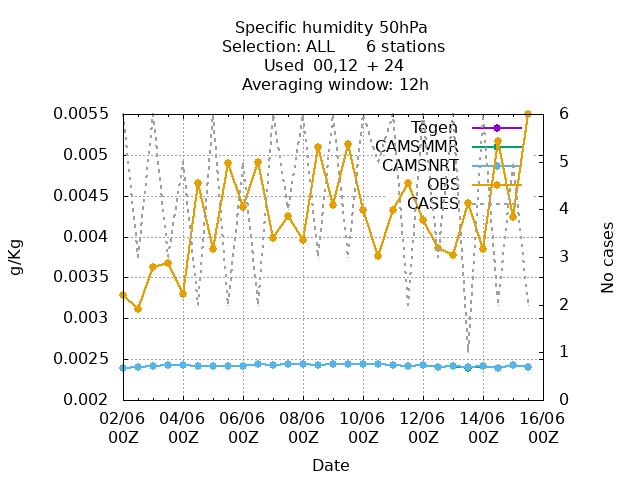 Specific humidity 50hPa
Selection: ALL 6 stations
Used 00,12 + 24
Averaging window: 12h
g/Kg
0.0055
0.005
0.0045
0.004
0.0035
0.003
0.0025
0.002
Tegen
CAMSMMR
CAMSNRT
OBS
CASES
6
5
4
3
2
1
0
No cases
02/06 04/06 06/06 08/06 10/06 12/06 14/06 16/06
00Z 00Z 00Z 00Z 00Z 00Z 00Z 00Z
Date